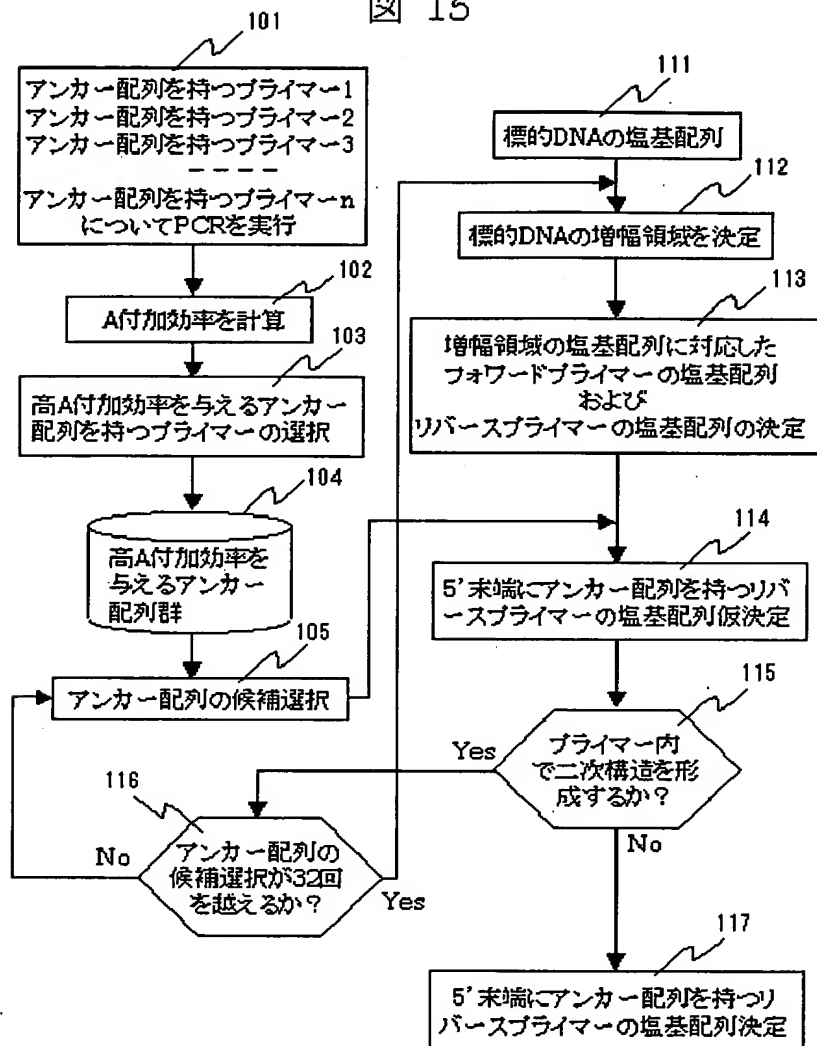 図 15
101
アンカー配列を持つプライマー1
アンカー配列を持つプライマー2
アンカー配列を持つプライマー3
アンカー配列を持つプライマーn
についてPCRを実行
102
A付加効率を計算
103
高A付加効率を与えるアンカー
配列を持つプライマーの選択
104
高A付加効率を
与えるアンカー
配列群
105
アンカー配列の候補選択
116
アンカー配列の
候補選択が32回
を越えるか?
No
Yes
111
標的DNAの塩基配列
112
標的DNAの増幅領域を決定
113
増幅領域の塩基配列に対応した
フォワードプライマーの塩基配列
および
リバースプライマーの塩基配列の決定
114
5'末端にアンカー配列を持つリバ
ースプライマーの塩基配列仮決定
115
プライマー内
で二次構造を形
成するか?
Yes
No
117
5'末端にアンカー配列を持つリ
バースプライマーの塩基配列決定